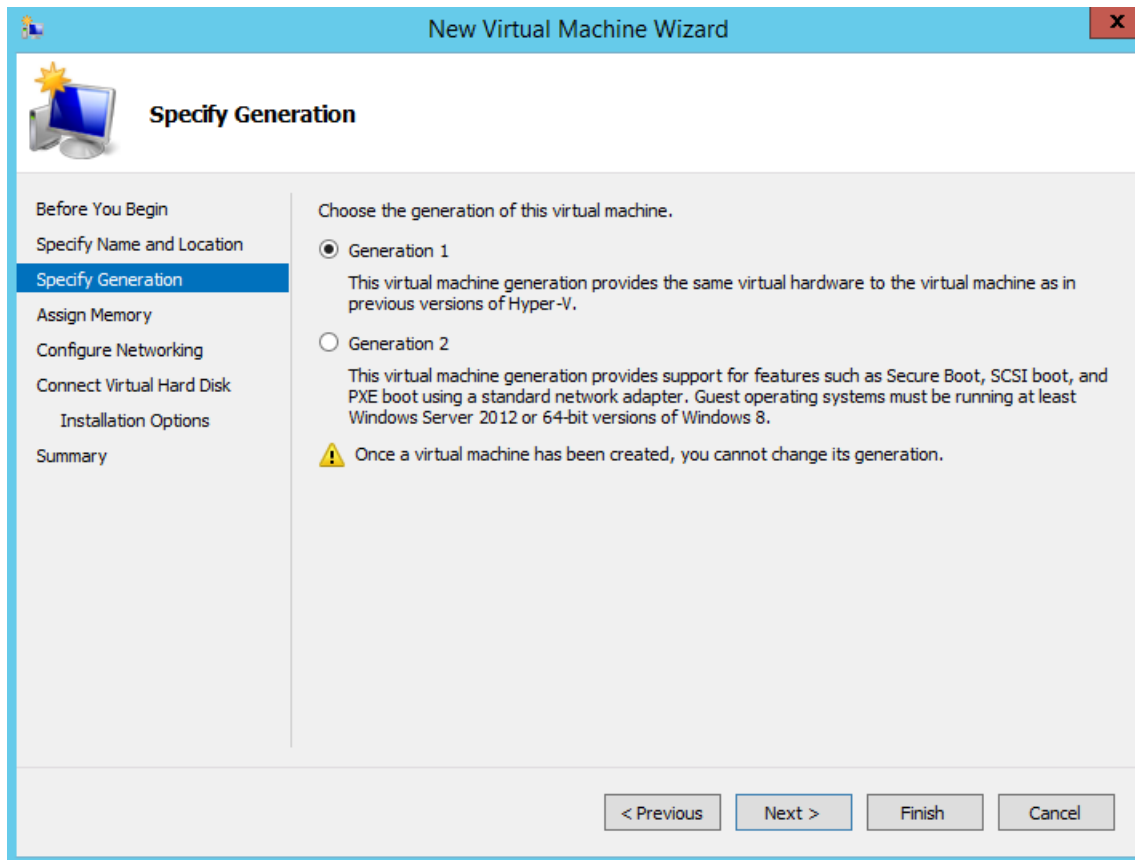 New Virtual Machine Wizard
x
Specify Generation
Before You Begin
Specify Name and Location
Specify Generation
Assign Memory
Configure Networking
Connect Virtual Hard Disk
Installation Options
Summary
Choose the generation of this virtual machine.
Generation 1
This virtual machine generation provides the same virtual hardware to the virtual machine as in
previous versions of Hyper-V.
Generation 2
This virtual machine generation provides support for features such as Secure Boot, SCSI boot, and
PXE boot using a standard network adapter. Guest operating systems must be running at least
Windows Server 2012 or 64-bit versions of Windows 8.
Once a virtual machine has been created, you cannot change its generation.
< Previous
Next >
Finish
Cancel